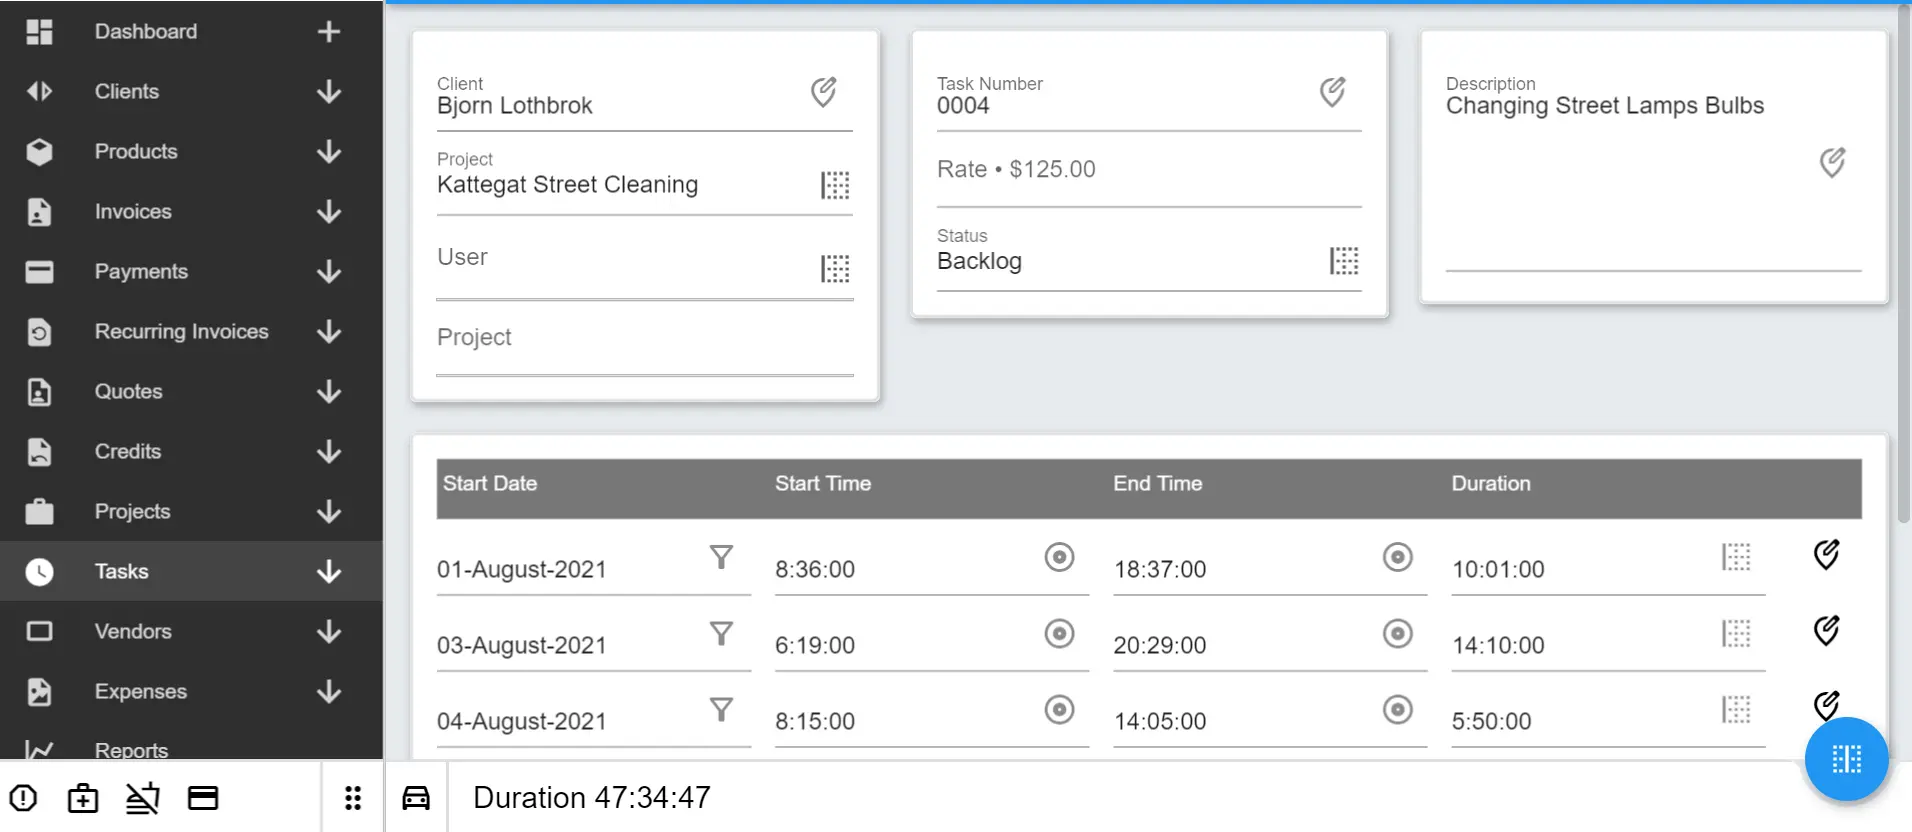 Dashboard
Clients
Products
Invoices
Payments
Recurring Invoices
Quotes
Credits
Projects
Tasks
Vendors
Expenses
Reports
Client
Bjorn Lothbrok
Project
Kattegat Street Cleaning
User
Project
Task Number
0004
Rate • $125.00
Status
Backlog
Description
Changing Street Lamps Bulbs
Start Date Start Time End Time Duration
01-August-2021 8:36:00 18:37:00 10:01:00
03-August-2021 6:19:00 20:29:00 14:10:00
04-August-2021 8:15:00 14:05:00 5:50:00
Duration 47:34:47